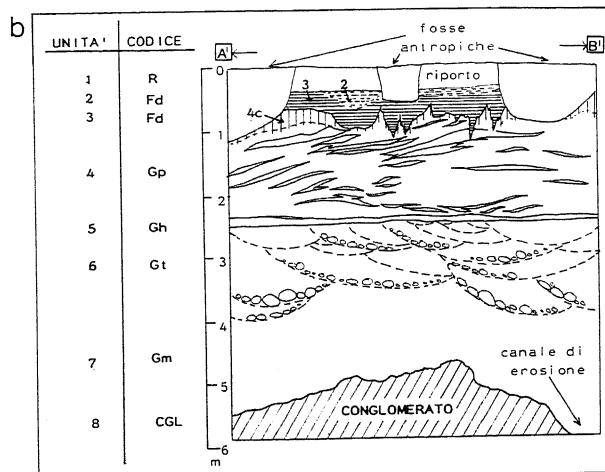 b
UNITA' CODICE
1 R
2 Fd
3 Fd
4 Gp
5 Gh
6 Gt
7 Gm
8 CGL
A' fosse B'
antropiche
riporto
3 2
4c
canale di
erosione
CONGLOMERATO
0
1
2
3
4
5
6
m